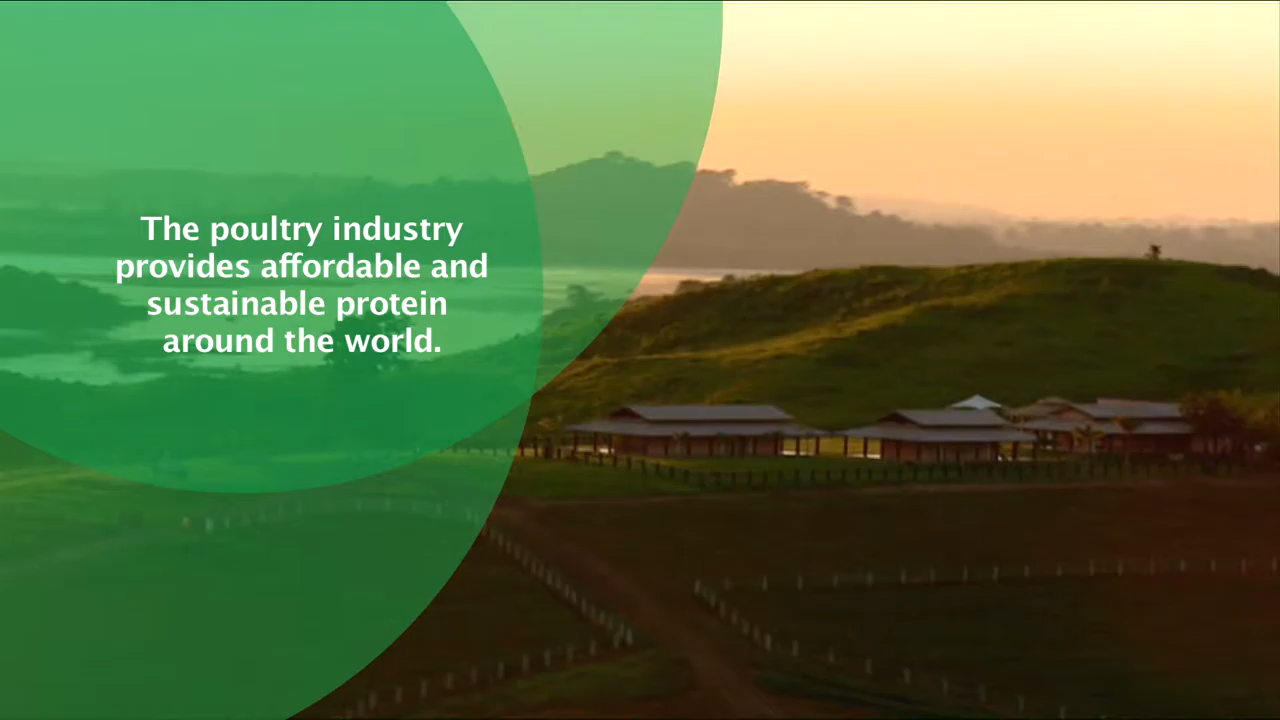 The poultry industry
provides affordable and
sustainable protein
around the world.